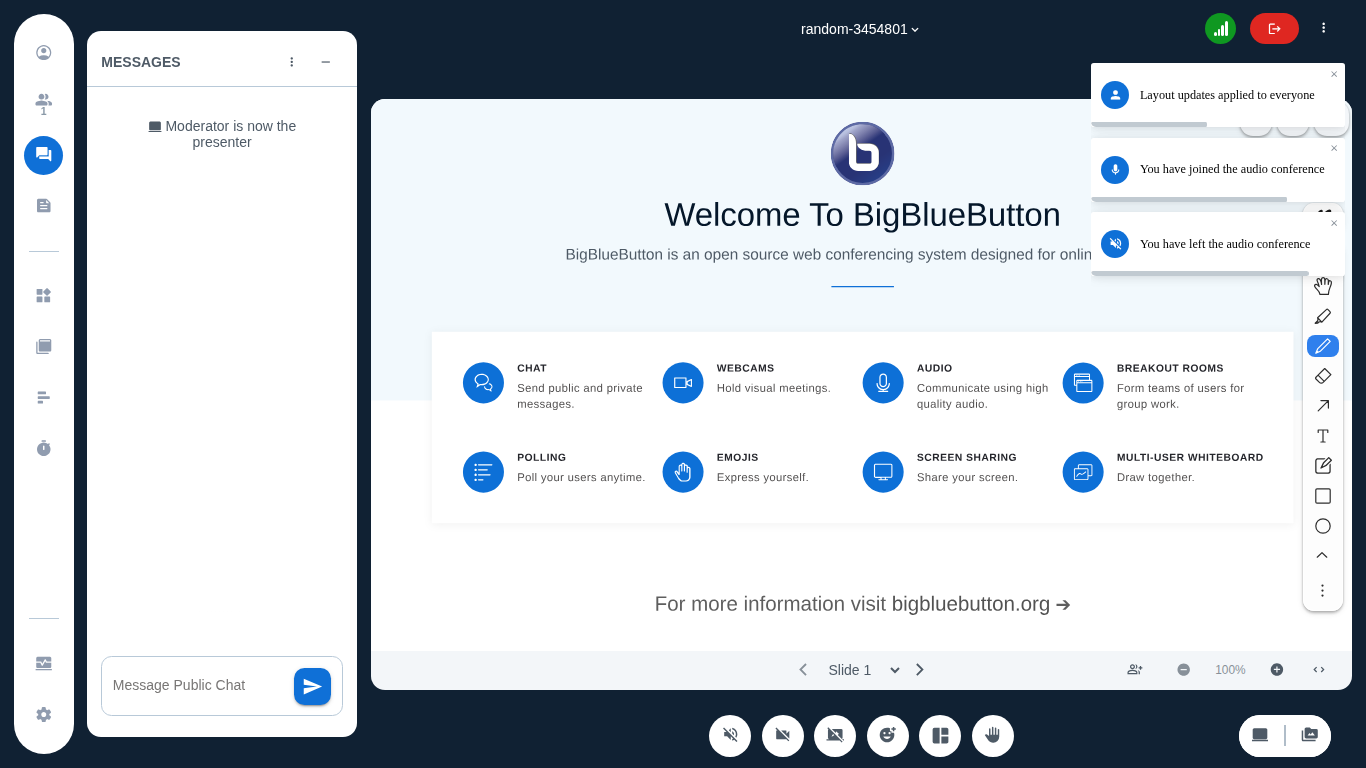 random-3454801
MESSAGES
1
Moderator is now the
presenter
Message Public Chat
Layout updates applied to everyone
You have joined the audio conference
You have left the audio conference
Welcome To BigBlueButton
BigBlueButton is an open source web conferencing system designed for onlin
CHAT
Send public and private
messages.
WEBCAMS
Hold visual meetings.
AUDIO
Communicate using high
quality audio.
BREAKOUT ROOMS
Form teams of users for
group work.
POLLING
Poll your users anytime.
EMOJIS
Express yourself.
SCREEN SHARING
Share your screen.
MULTI-USER WHITEBOARD
Draw together.
For more information visit bigbluebutton.org ➔
Slide 1
100%